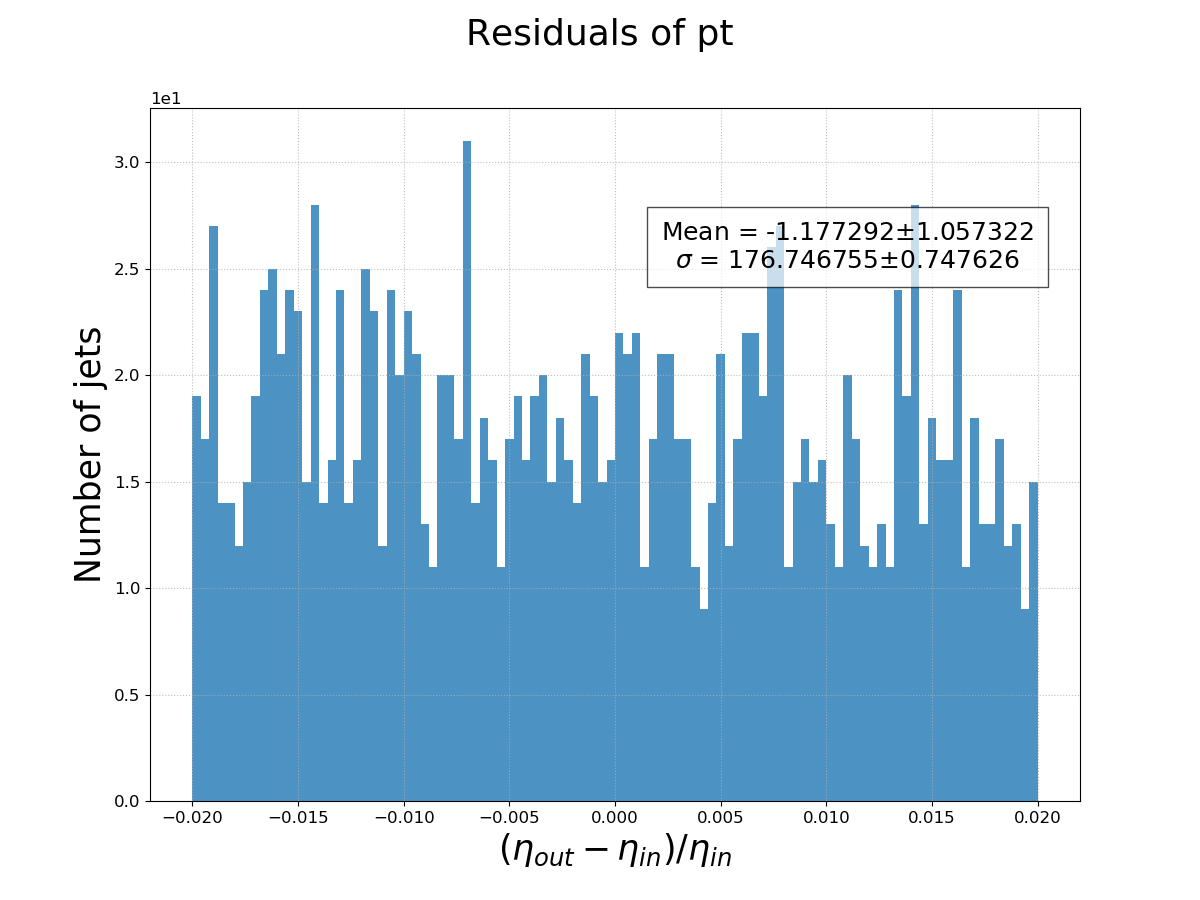 Residuals of pt
1e1
3.0
2.5
2.0
1.5
1.0
0.5
0.0
Number of jets
Mean = -1.177292±1.057322
σ = 176.746755±0.747626
−0.020 −0.015 −0.010 −0.005 0.000 0.005 0.010 0.015 0.020
(η_out − η_in)/η_in